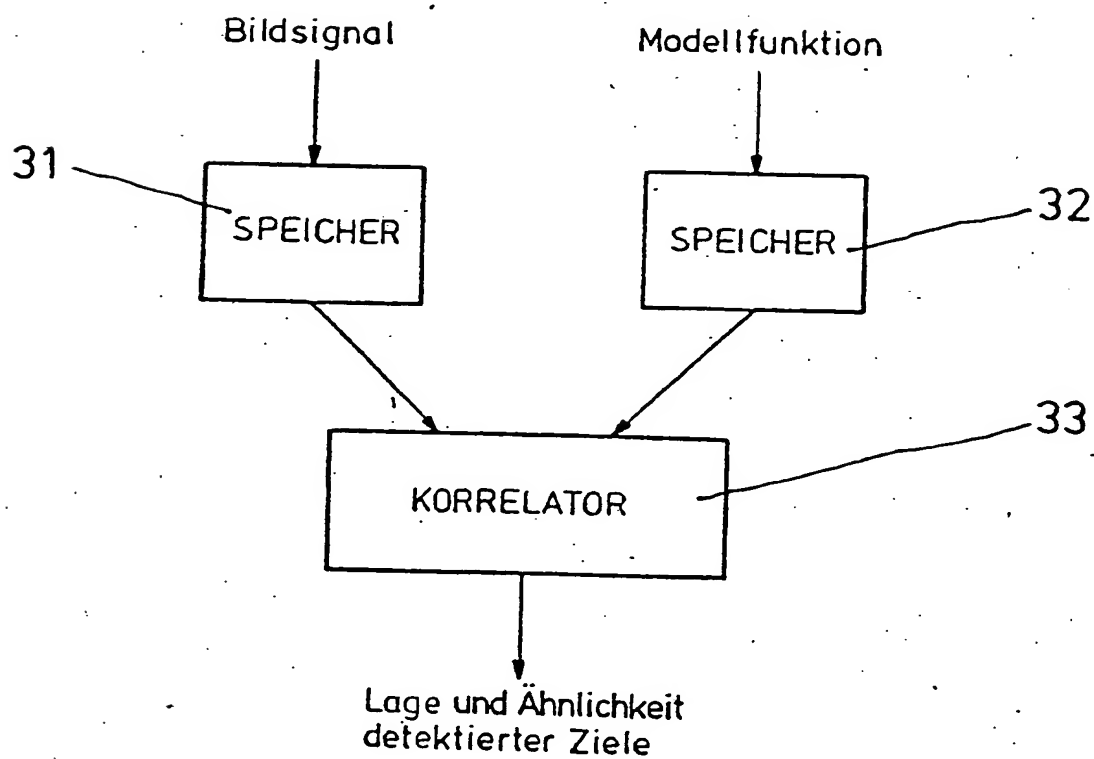 Bildsignal
Modellfunktion
31
SPEICHER
SPEICHER
32
33
KORRELATOR
Lage und Ähnlichkeit
detektierter Ziele